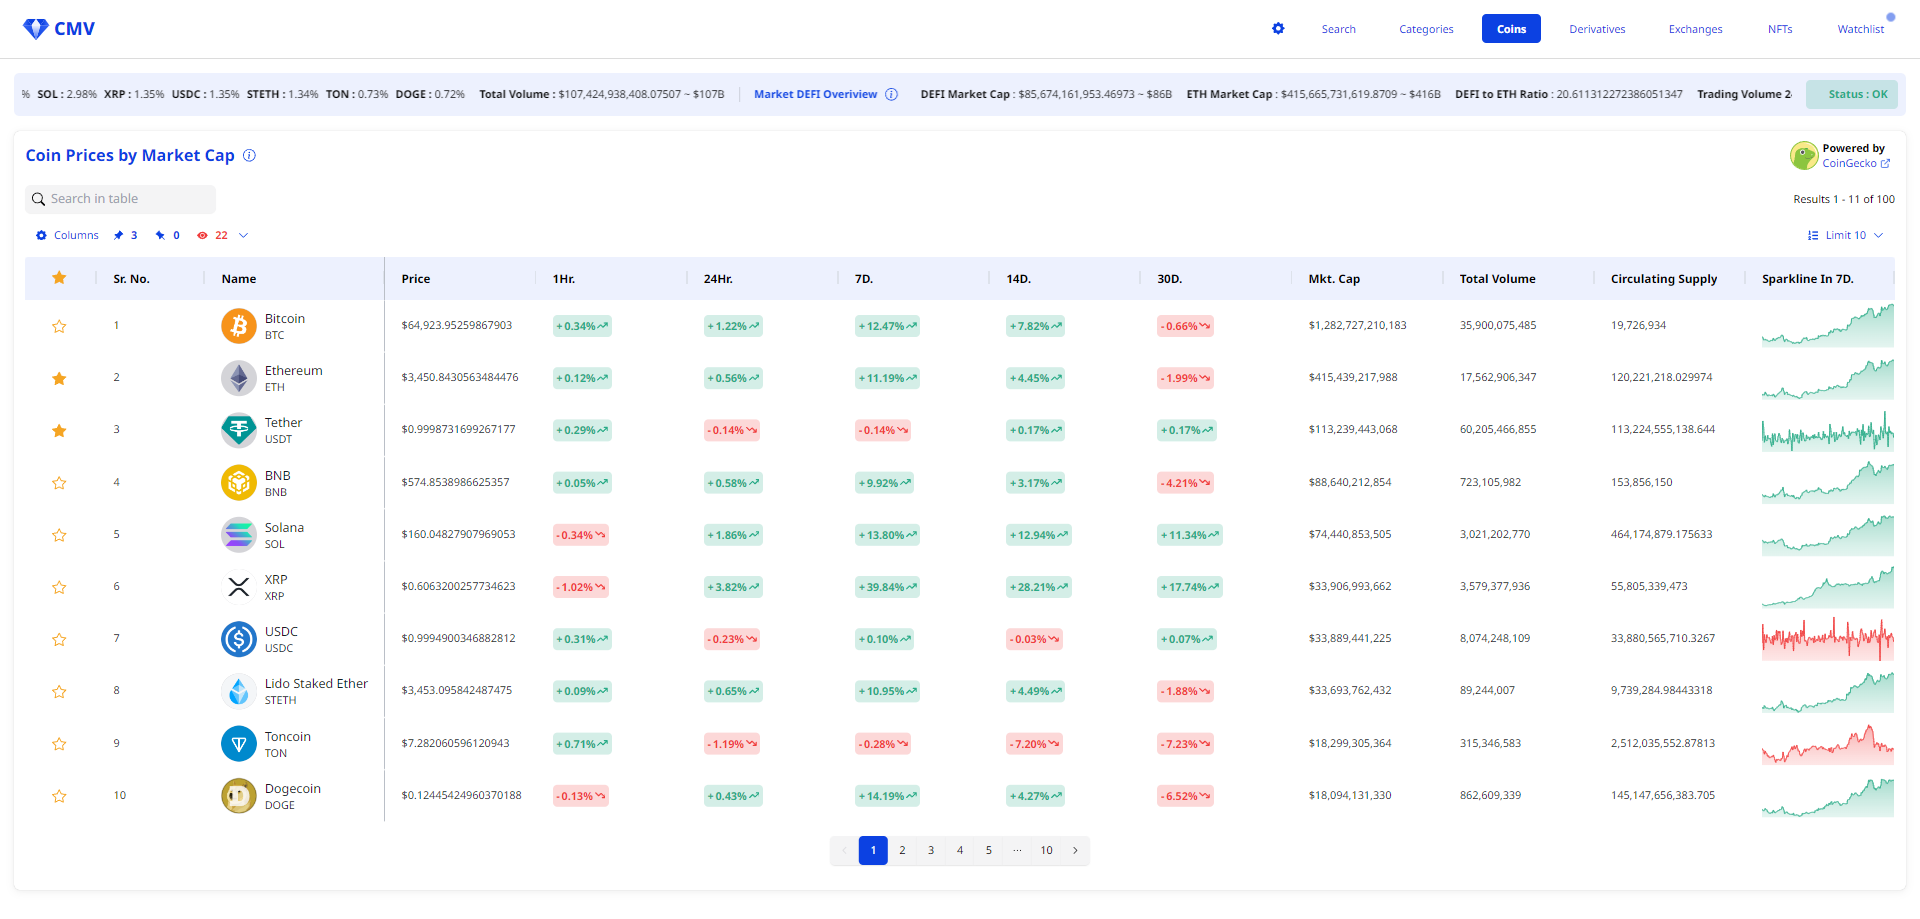 CMV
Search Categories Coins Derivatives Exchanges NFTs Watchlist
% SOL : 2.98% XRP : 1.35% USDC : 1.35% STETH : 1.34% TON : 0.73% DOGE : 0.72% Total Volume : $107,424,938,408.07507 ~ $107B Market DEFI Overivew DEFI Market Cap : $85,674,161,953.46973 ~ $86B ETH Market Cap : $415,665,731,619.8709 ~ $416B DEFI to ETH Ratio : 20.611312272386051347 Trading Volume 2 Status : OK
Coin Prices by Market Cap
Powered by
CoinGecko
Search in table
Results 1 - 11 of 100
Columns 3 0 22 Limit 10
Sr. No. Name Price 1Hr. 24Hr. 7D. 14D. 30D. Mkt. Cap Total Volume Circulating Supply Sparkline In 7D.
1 Bitcoin BTC $64,923.95259867903 +0.34% +1.22% +12.47% +7.82% -0.66% $1,282,727,210,183 35,900,075,485 19,726,934
2 Ethereum ETH $3,450.8430563484476 +0.12% +0.56% +11.19% +4.45% -1.99% $415,439,217,988 17,562,906,347 120,221,218.029974
3 Tether USDT $0.9998731699267177 +0.29% -0.14% -0.14% +0.17% +0.17% $113,239,443,068 60,205,466,855 113,224,555,138.644
4 BNB BNB $574.8538986625357 +0.05% +0.58% +9.92% +3.17% -4.21% $88,640,212,854 723,105,982 153,856,150
5 Solana SOL $160.04827907969053 -0.34% +1.86% +13.80% +12.94% +11.34% $74,440,853,505 3,021,202,770 464,174,879.175633
6 XRP XRP $0.6063200257734623 -1.02% +3.82% +39.84% +28.21% +17.74% $33,906,993,662 3,579,377,936 55,805,339,473
7 USDC USDC $0.9994900346882812 +0.31% -0.23% +0.10% -0.03% +0.07% $33,889,441,225 8,074,248,109 33,880,565,710.3267
8 Lido Staked Ether STETH $3,453.095842487475 +0.09% +0.65% +10.95% +4.49% -1.88% $33,693,762,432 89,244,007 9,739,284.98443318
9 Toncoin TON $7.282060596120943 +0.71% -1.19% -0.28% -7.20% -7.23% $18,299,305,364 315,346,583 2,512,035,552.87813
10 Dogecoin DOGE $0.12445424960370188 -0.13% +0.43% +14.19% +4.27% -6.52% $18,094,131,330 862,609,339 145,147,656,383.705
1 2 3 4 5 ··· 10